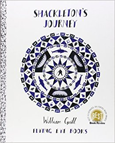 SHACKLETON'S
JOURNEY
William Grill
FLYING EYE BOOKS